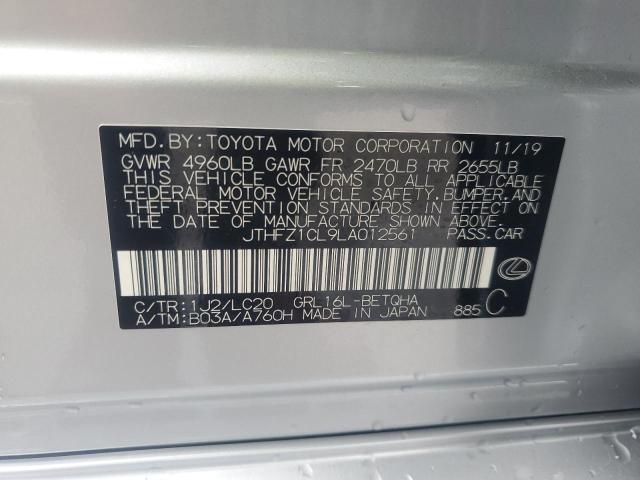 MFD.BY:TOYOTA MOTOR CORPORATION 11/19
GVWR 4960LB GAWR FR 2470LB RR 2655LB
THIS VEHICLE CONFORMS TO ALL APPLICABLE
FEDERAL MOTOR VEHICLE SAFETY,BUMPER,AND
THEFT PREVENTION STANDARDS IN EFFECT ON
THE DATE OF MANUFACTURE SHOWN ABOVE.
JTHFZ1CL9LA012561 PASS.CAR
C/TR:1J2/LC20 GRL16L-BETQHA
A/TM:B03A/A760H MADE IN JAPAN 885 C